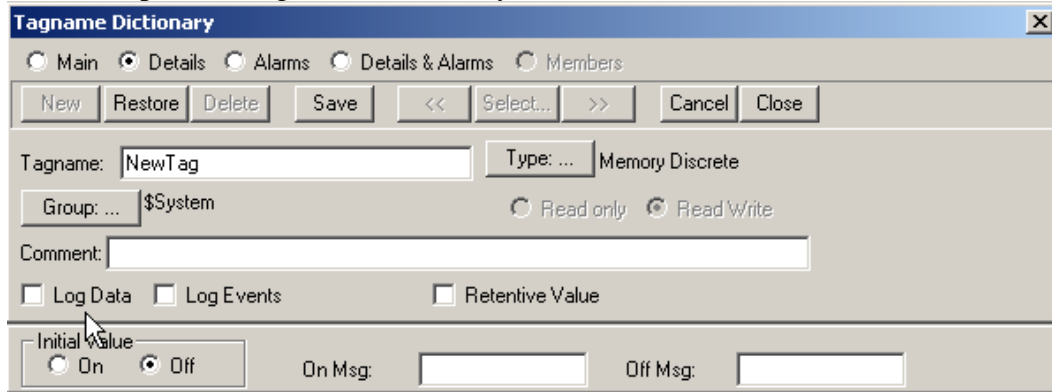 Tagname Dictionary
Main Details Alarms Details & Alarms Members
New Restore Delete Save << Select... >> Cancel Close
Tagname: NewTag Type: ... Memory Discrete
Group: ... $System Read only Read Write
Comment:
Log Data Log Events Retentive Value
Initial Value
On Off On Msg: Off Msg: